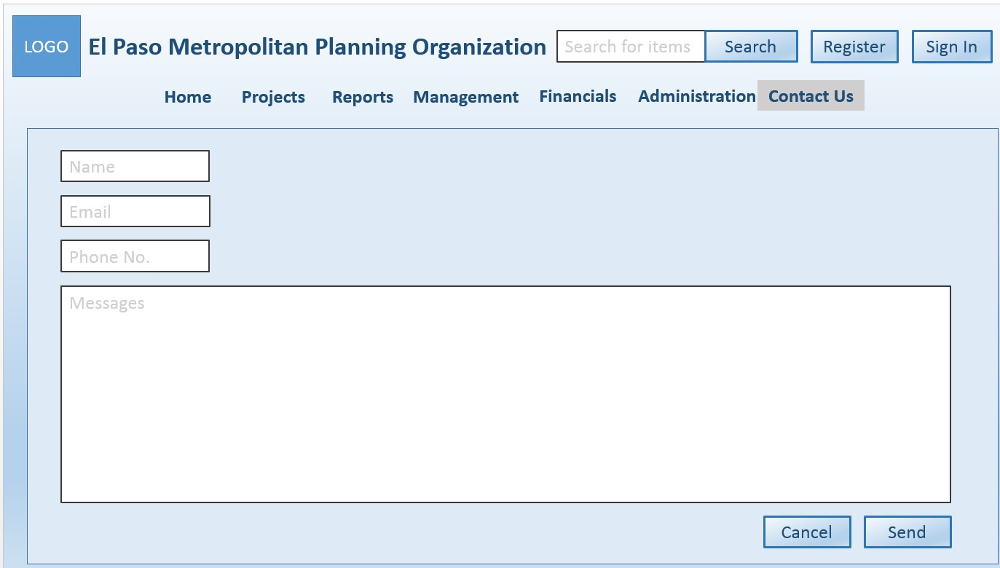 LOGO El Paso Metropolitan Planning Organization Search for items Search Register Sign In
Home Projects Reports Management Financials Administration Contact Us
Name
Email
Phone No.
Messages
Cancel Send